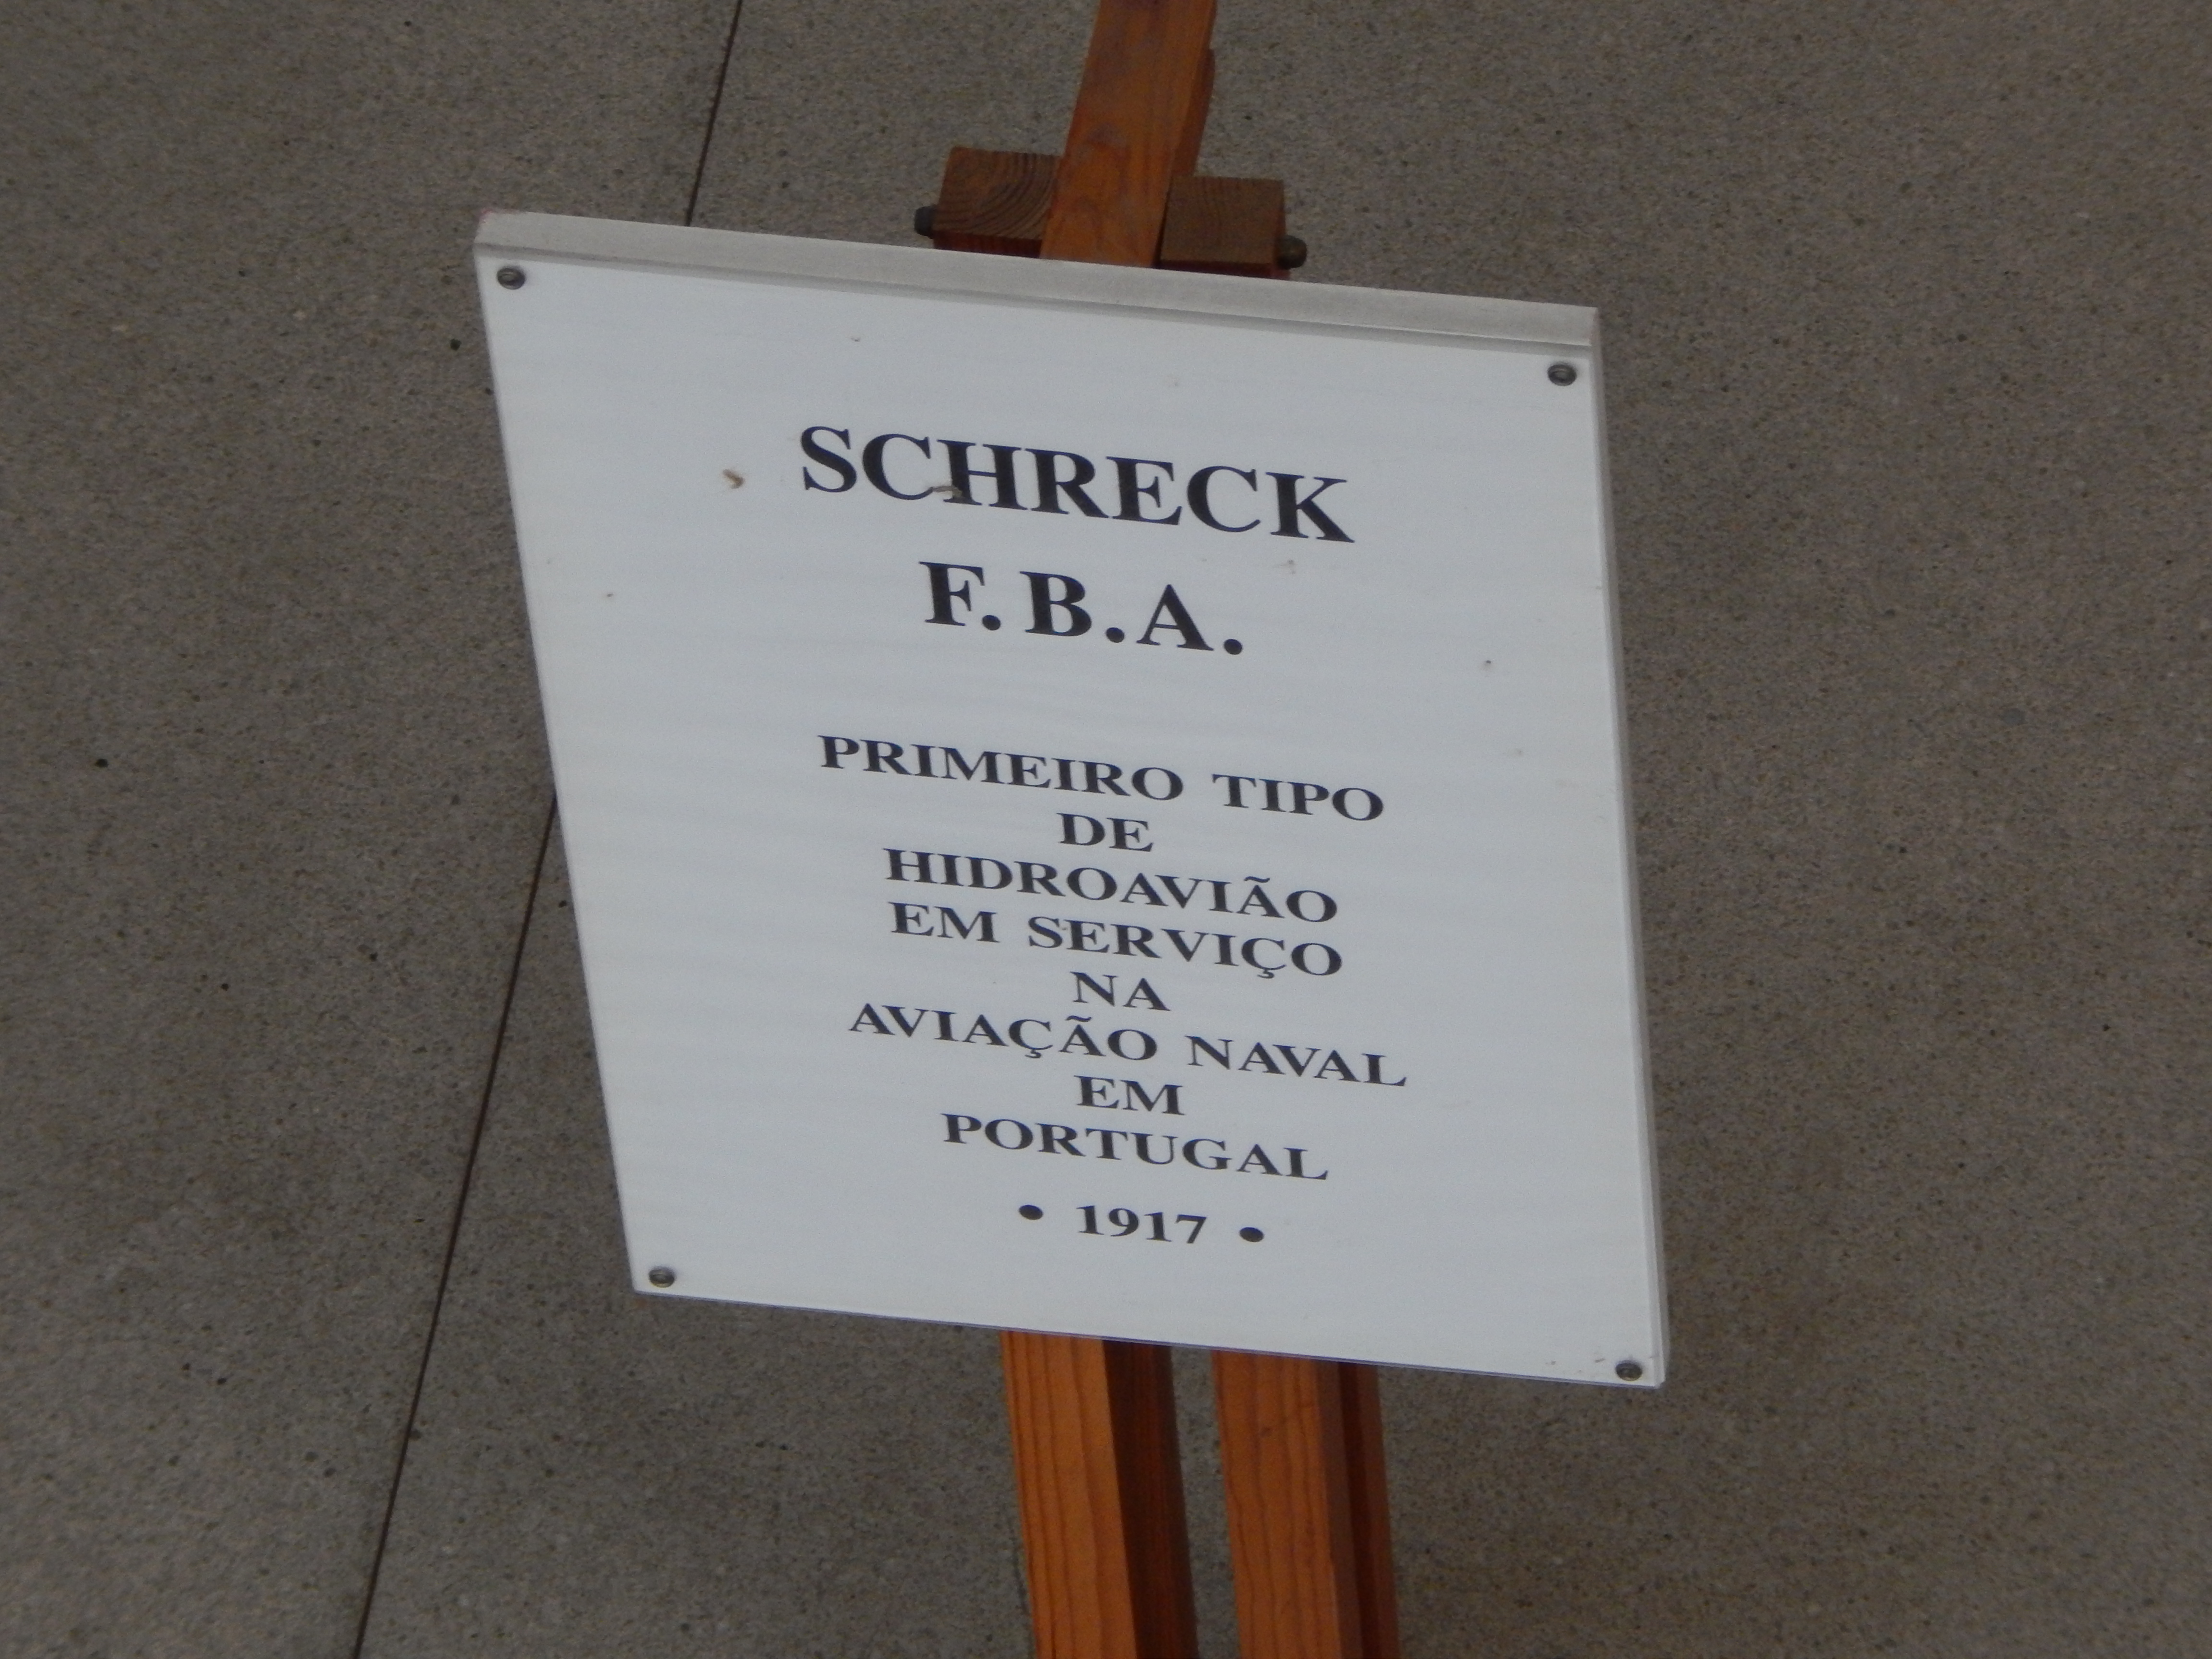 SCHRECK
F.B.A.
PRIMEIRO TIPO
DE
HIDROAVIÃO
EM SERVIÇO
NA
AVIAÇÃO NAVAL
EM
PORTUGAL
• 1917 •